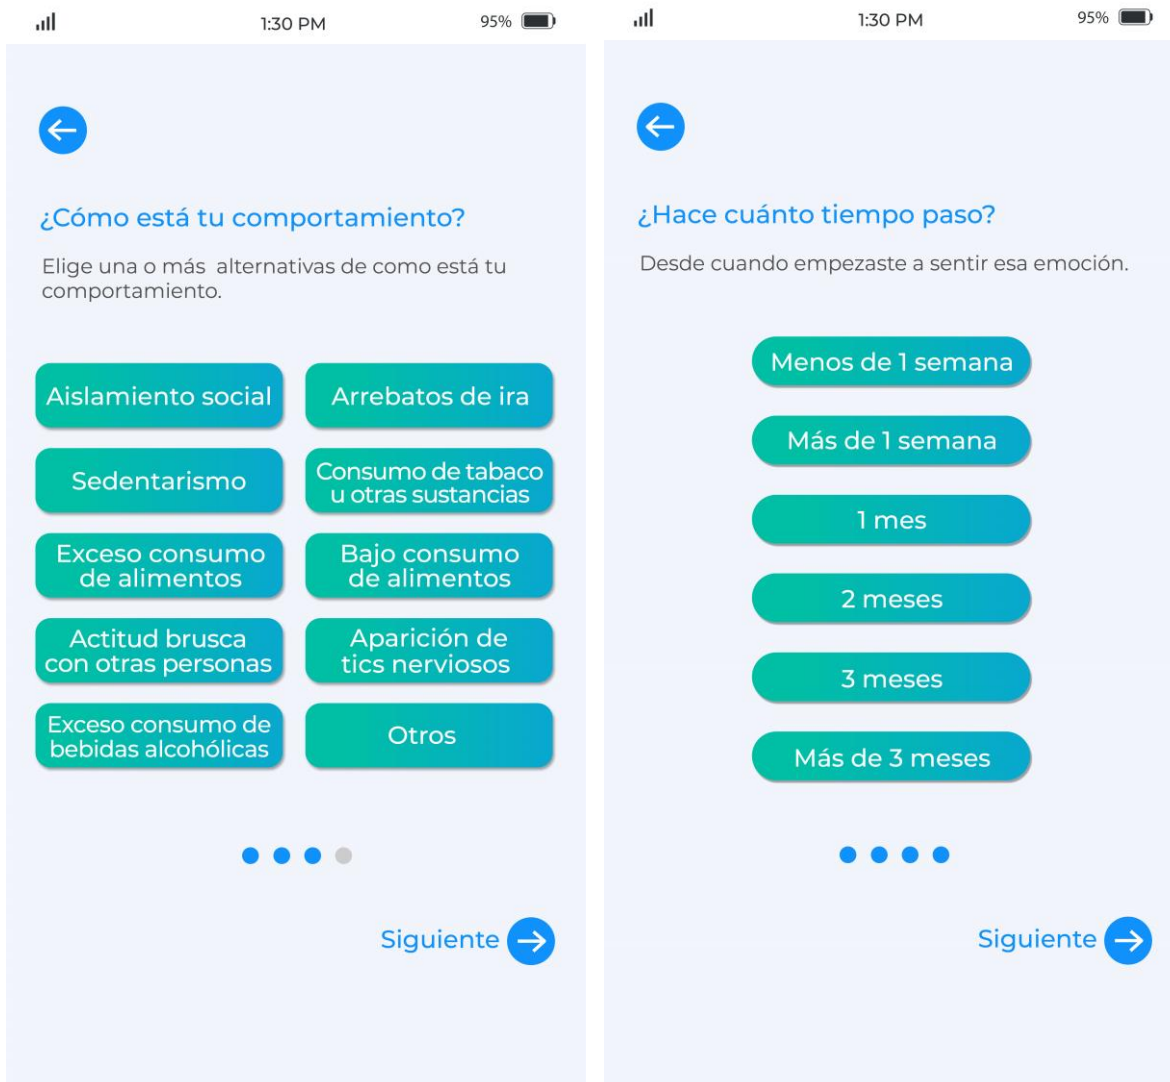 1:30 PM
95%
¿Cómo está tu comportamiento?
Elige una o más alternativas de como está tu
comportamiento.
Aislamiento social
Arrebatos de ira
Sedentarismo
Consumo de tabaco
u otras sustancias
Exceso consumo
de alimentos
Bajo consumo
de alimentos
Actitud brusca
con otras personas
Aparición de
tics nerviosos
Exceso consumo de
bebidas alcohólicas
Otros
Siguiente
1:30 PM
95%
¿Hace cuánto tiempo paso?
Desde cuando empezaste a sentir esa emoción.
Menos de 1 semana
Más de 1 semana
1 mes
2 meses
3 meses
Más de 3 meses
Siguiente